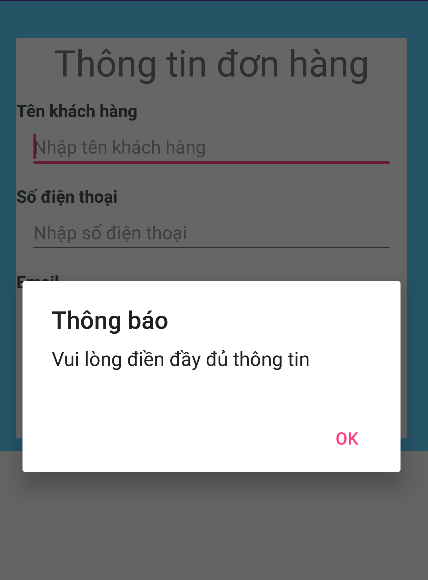 Thông tin đơn hàng
Tên khách hàng
Nhập tên khách hàng
Số điện thoại
Nhập số điện thoại
Email
Thông báo
Vui lòng điền đầy đủ thông tin
OK